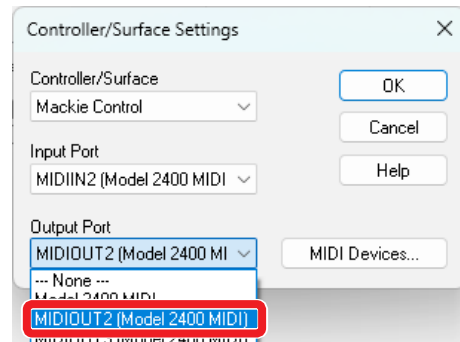 Controller/Surface Settings
Controller/Surface
Mackie Control
OK
Cancel
Input Port
MIDIIN2 (Model 2400 MIDI
Help
Output Port
MIDIOUT2 (Model 2400 MI
MIDI Devices...
--- None ---
Model 2400 MIDI
MIDIOUT2 (Model 2400 MIDI)